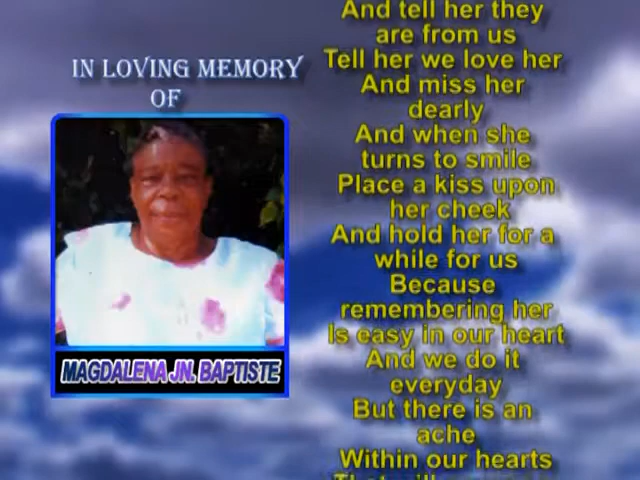 IN LOVING MEMORY
OF
MAGDALENA JN. BAPTISTE
And tell her they
are from us
Tell her we love her
And miss her
dearly
And when she
turns to smile
Place a kiss upon
her cheek
And hold her for a
while for us
Because
remembering her
Is easy in our heart
And we do it
everyday
But there is an
ache
Within our hearts